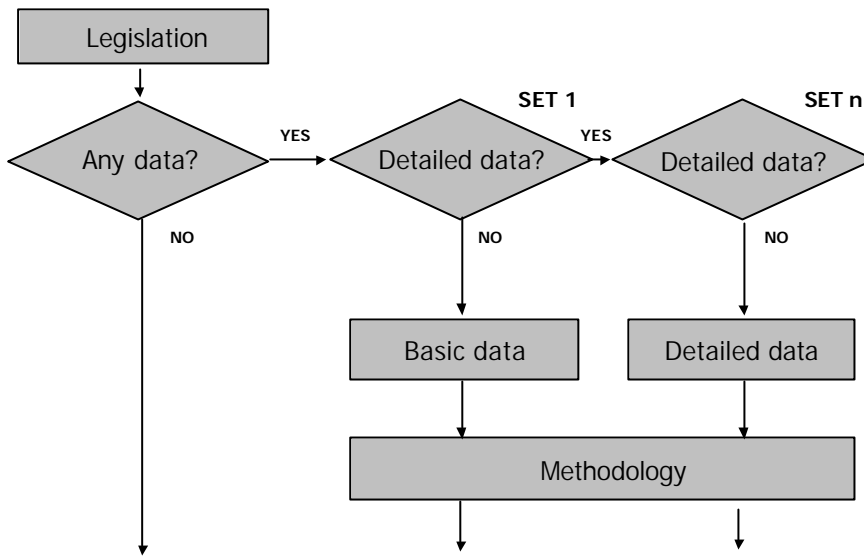 Legislation
SET 1
SET n
Any data?
YES
Detailed data?
YES
Detailed data?
NO
NO
NO
Basic data
Detailed data
Methodology